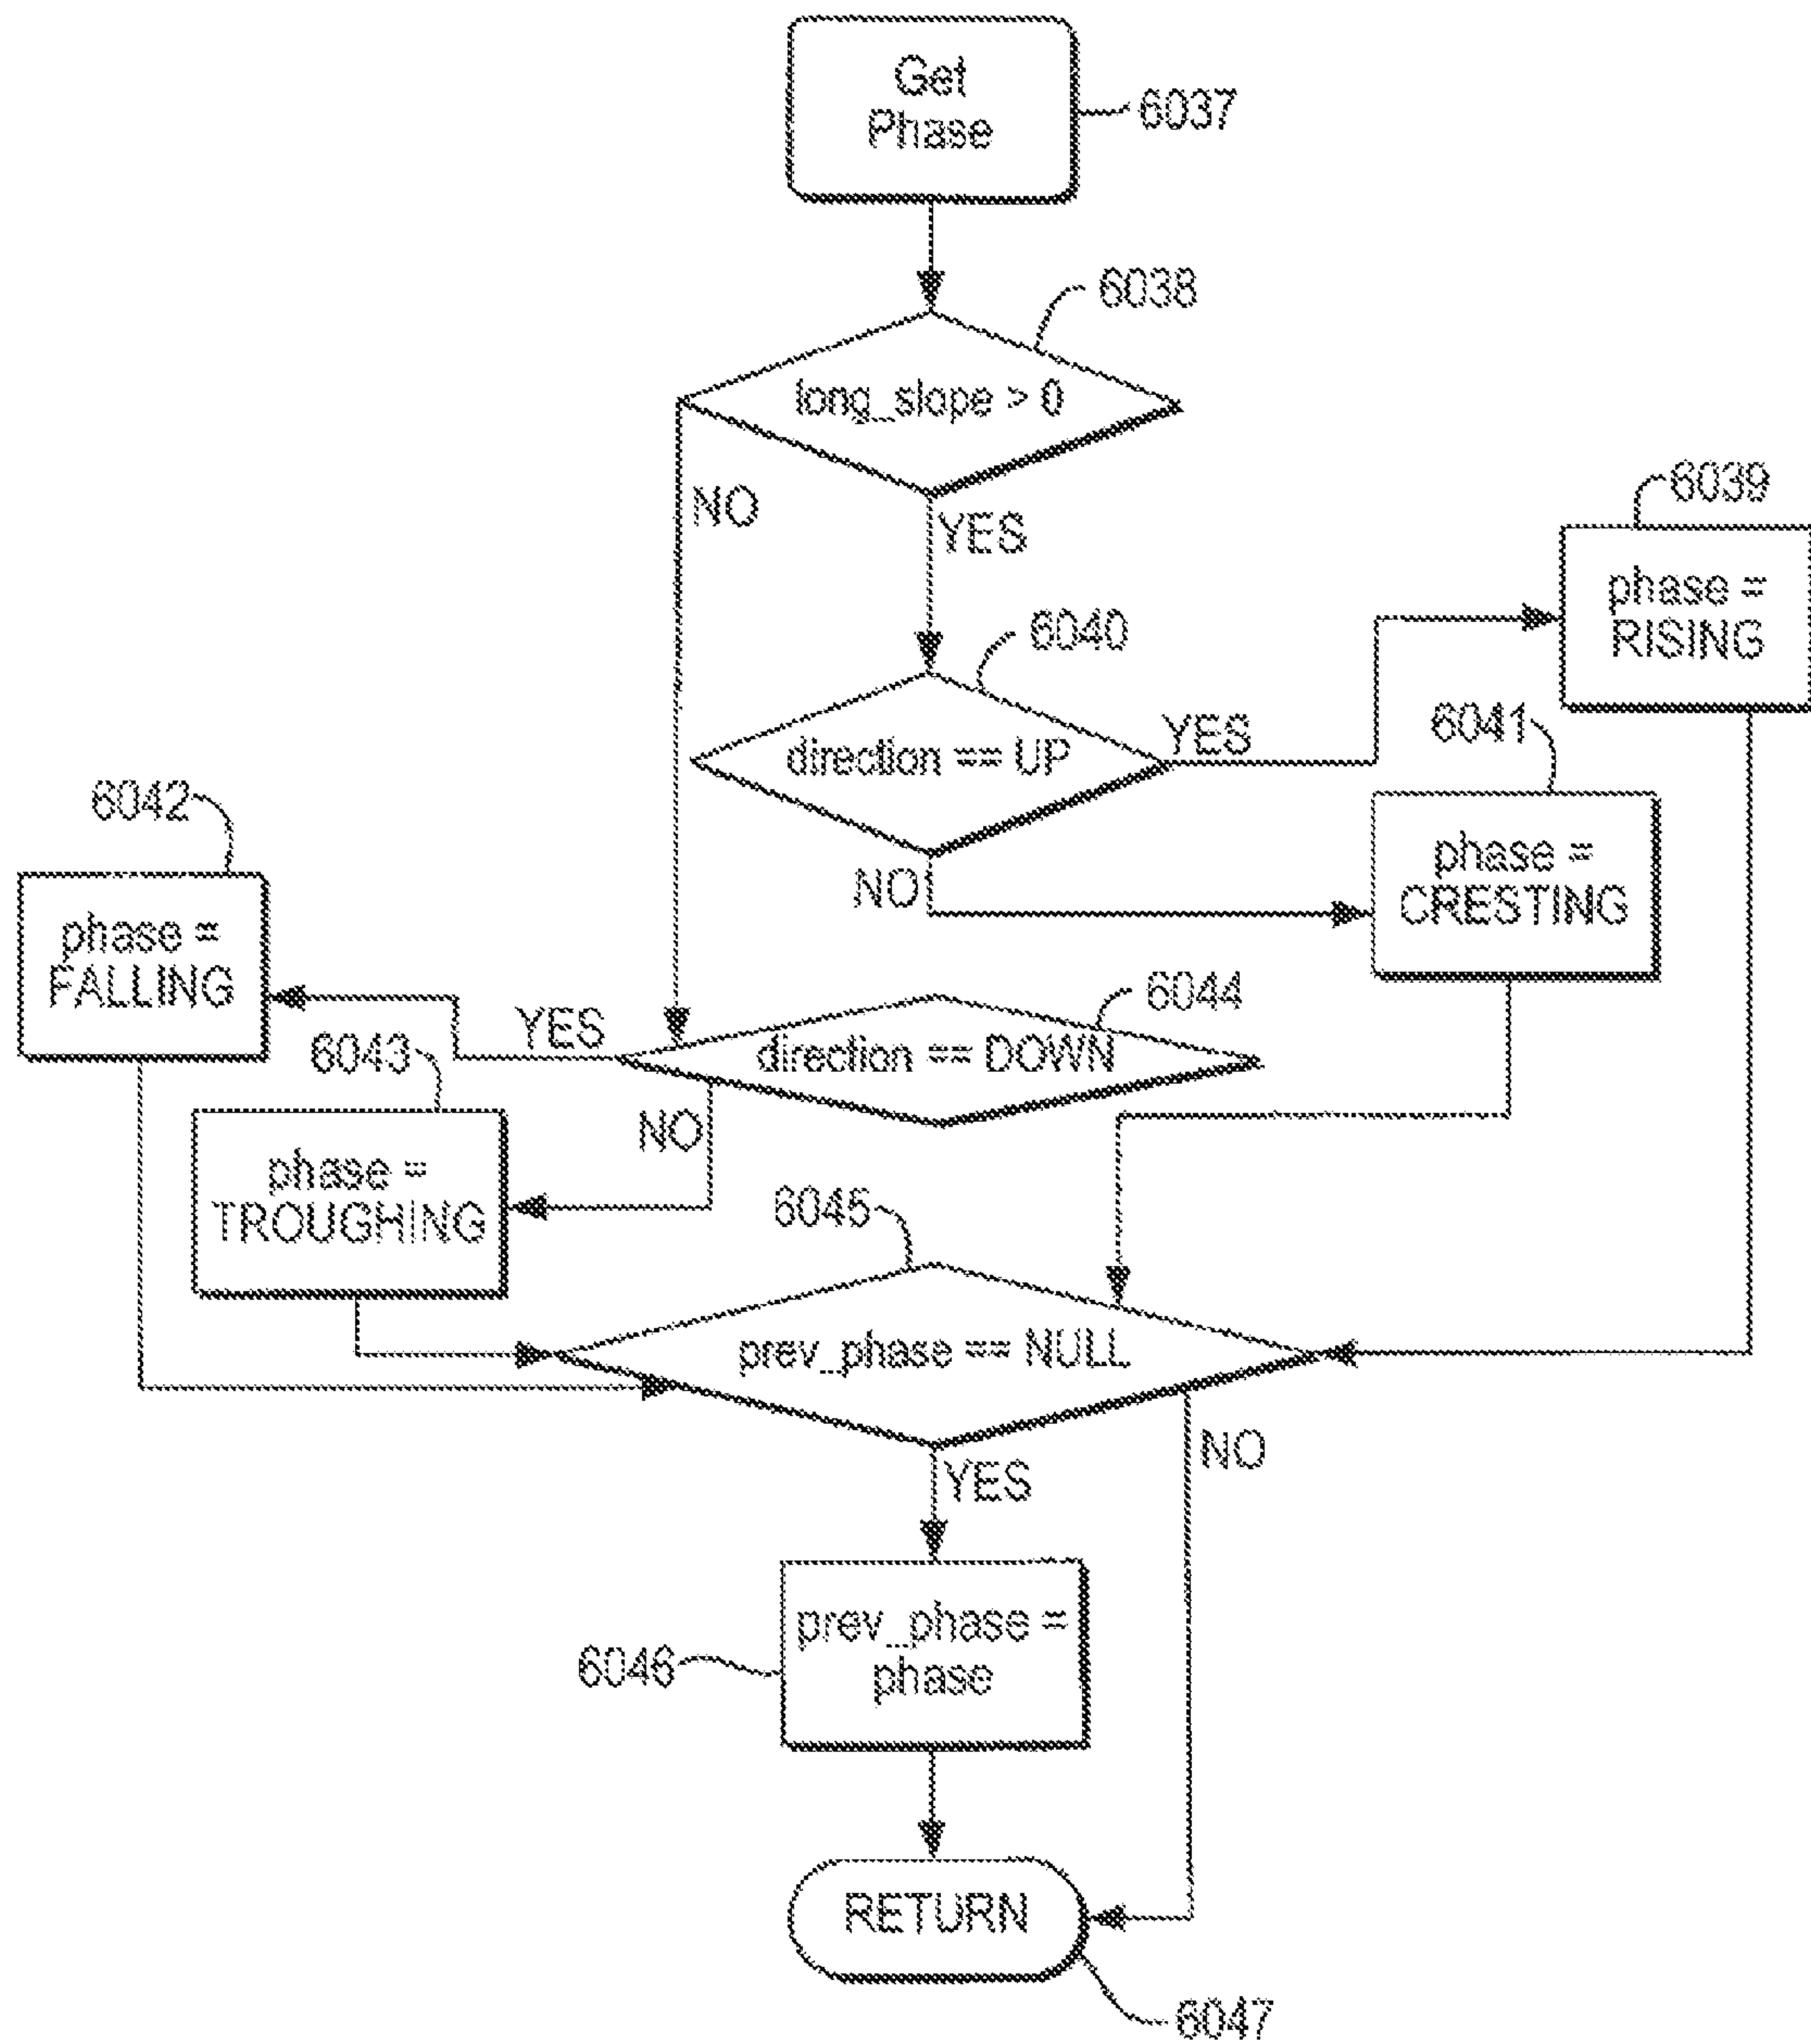 Get
Phase
6037
6038
long_slope > 0
NO
YES
6039
phase =
RISING
6040
direction == UP
YES
6041
phase =
CRESTING
NO
6042
phase =
FALLING
6044
direction == DOWN
YES
6043
NO
phase =
TROUGHING
6045
prev_phase == NULL
NO
YES
prev_phase =
phase
6046
RETURN
6047